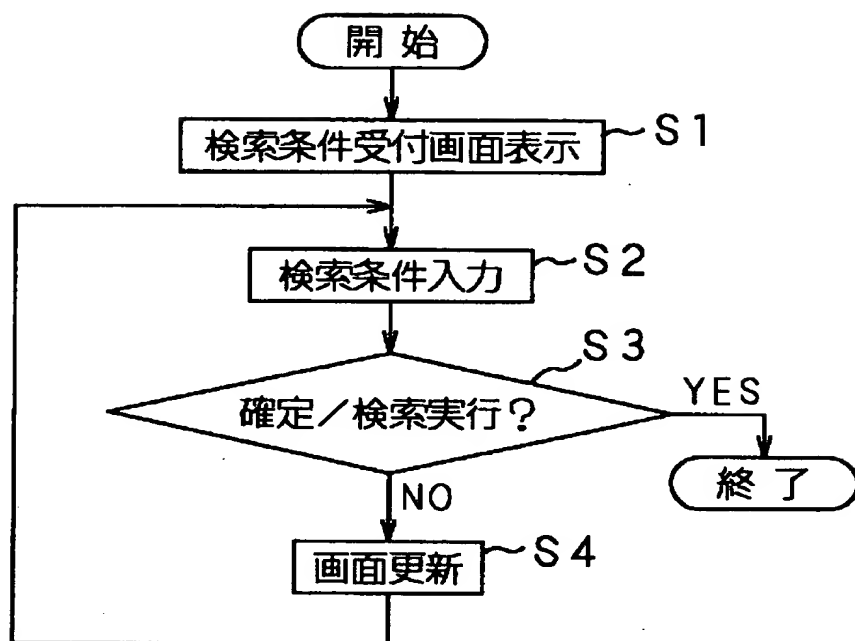 開始
検索条件受付画面表示
S1
検索条件入力
S2
S3
確定／検索実行?
YES
終了
NO
画面更新
S4